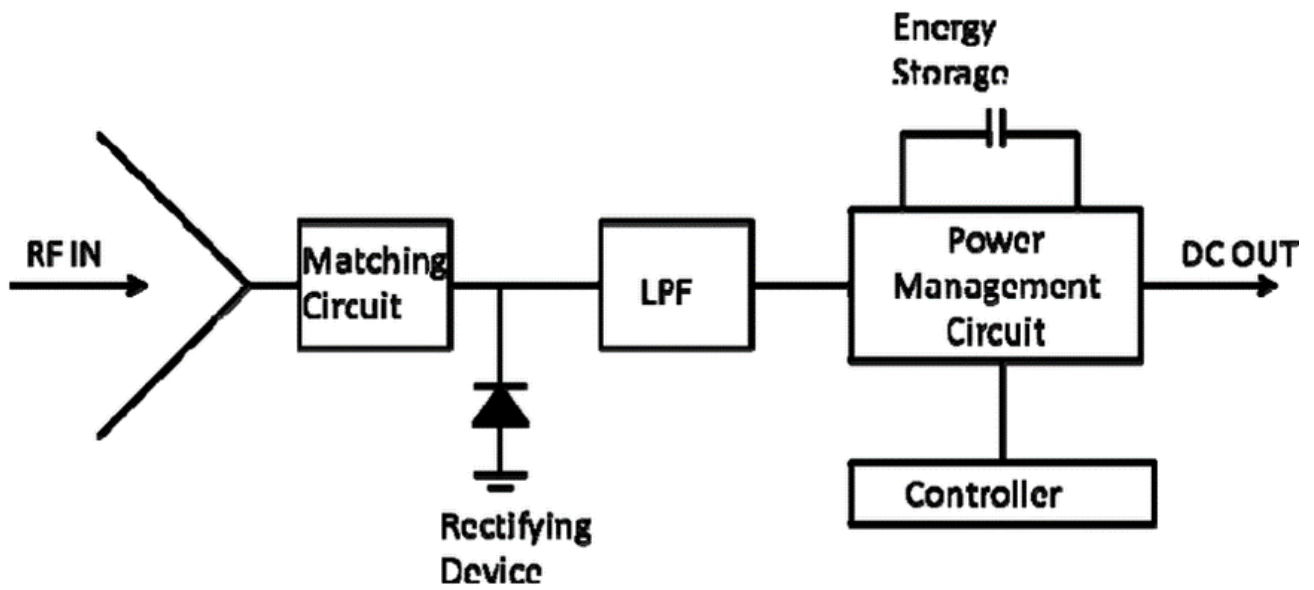 Energy
Storage
RF IN
Matching
Circuit
LPF
Power
Management
Circuit
DC OUT
Rectifying
Device
Controller